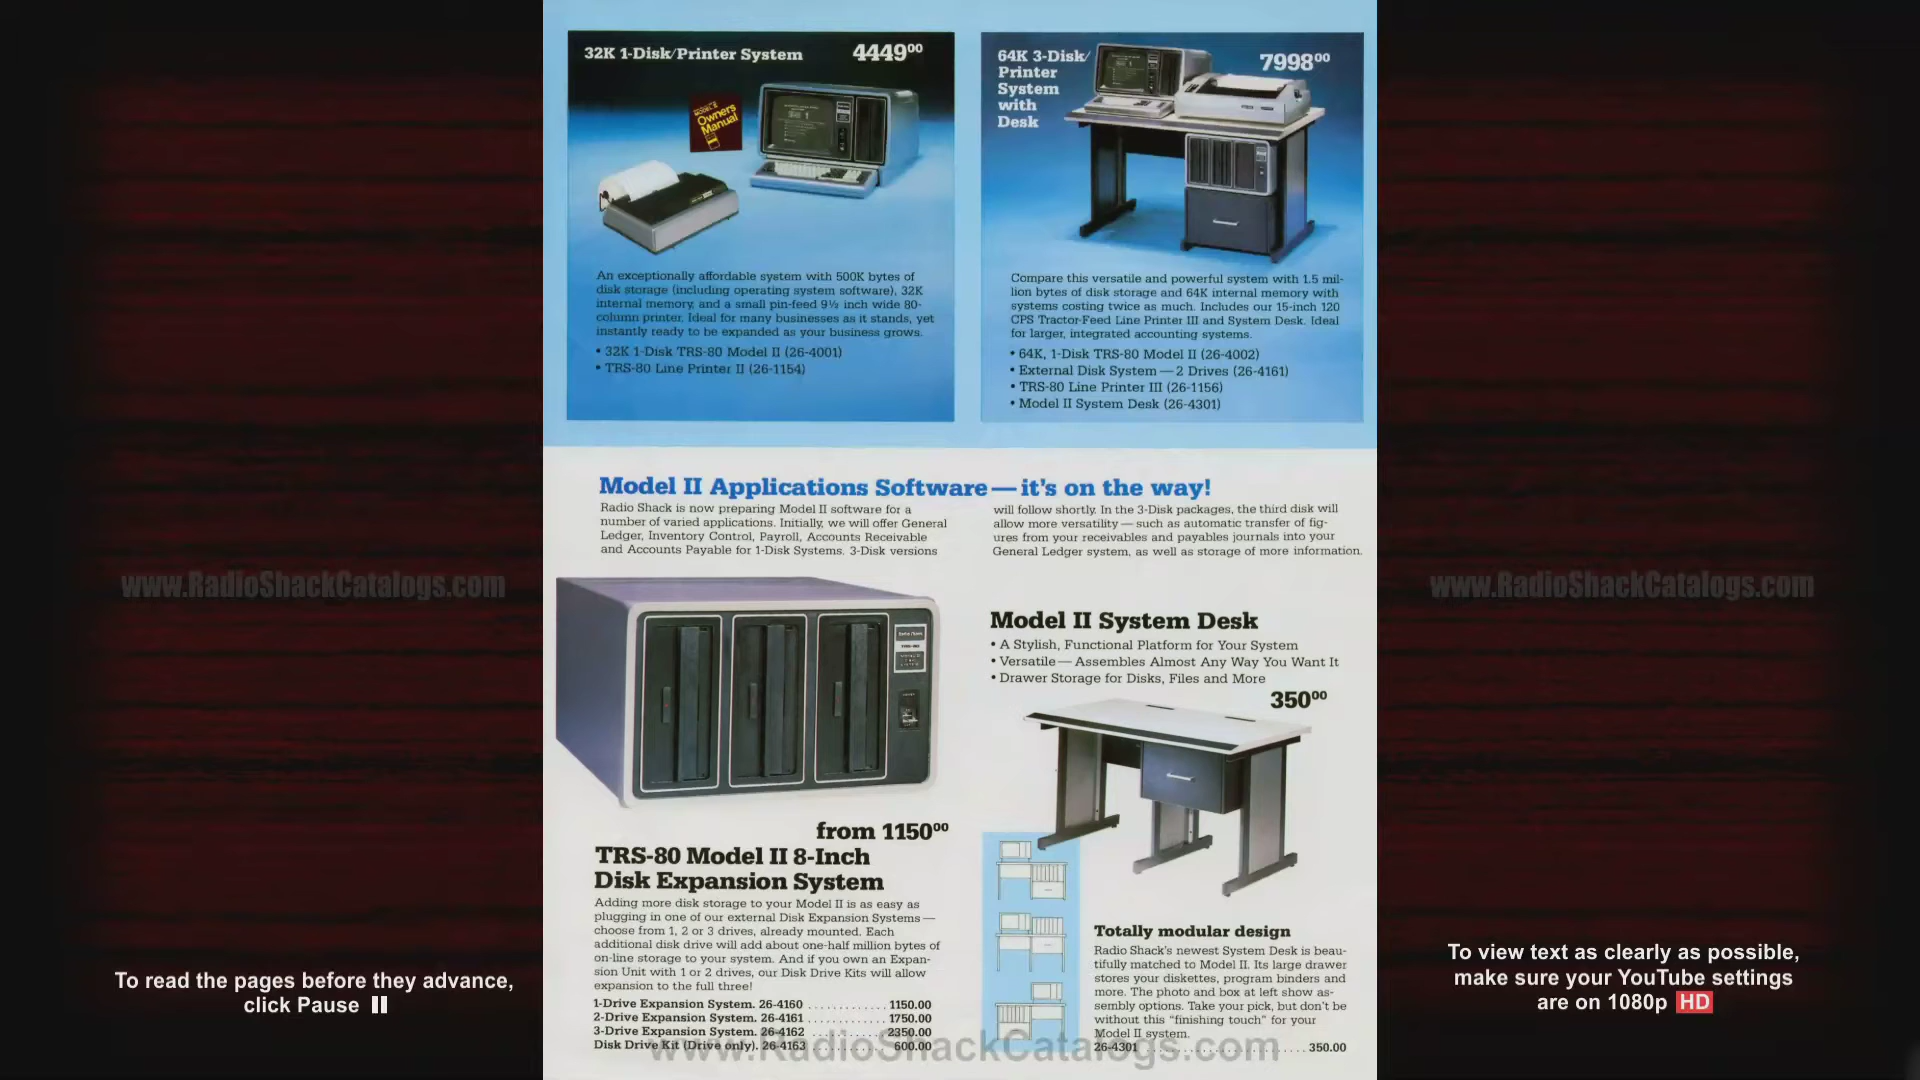 32K 1-Disk/Printer System 4449⁰⁰
Owners
Manual
An exceptionally affordable system with 500K bytes of
disk storage (including operating system software), 32K
internal memory, and a small pin-feed 9½ inch wide 80-
column printer. Ideal for many businesses as it stands, yet
instantly ready to be expanded as your business grows.
• 32K 1-Disk TRS-80 Model II (26-4001)
• TRS-80 Line Printer II (26-1154)
64K 3-Disk/
Printer
System
with
Desk
7998⁰⁰
Compare this versatile and powerful system with 1.5 mil-
lion bytes of disk storage and 64K internal memory with
systems costing twice as much. Includes our 15-inch 120
CPS Tractor-Feed Line Printer III and System Desk. Ideal
for larger, integrated accounting systems.
• 64K, 1-Disk TRS-80 Model II (26-4002)
• External Disk System — 2 Drives (26-4161)
• TRS-80 Line Printer III (26-1156)
• Model II System Desk (26-4301)
Model II Applications Software — it's on the way!
Radio Shack is now preparing Model II software for a
number of varied applications. Initially, we will offer General
Ledger, Inventory Control, Payroll, Accounts Receivable
and Accounts Payable for 1-Disk Systems. 3-Disk versions
will follow shortly. In the 3-Disk packages, the third disk will
allow more versatility — such as automatic transfer of fig-
ures from your receivables and payables journals into your
General Ledger system, as well as storage of more information.
from 1150⁰⁰
TRS-80 Model II 8-Inch
Disk Expansion System
Adding more disk storage to your Model II is as easy as
plugging in one of our external Disk Expansion Systems —
choose from 1, 2 or 3 drives, already mounted. Each
additional disk drive will add about one-half million bytes of
on-line storage to your system. And if you own an Expan-
sion Unit with 1 or 2 drives, our Disk Drive Kits will allow
expansion to the full three!
1-Drive Expansion System. 26-4160 .......... 1150.00
2-Drive Expansion System. 26-4161 .......... 1750.00
3-Drive Expansion System. 26-4162 .......... 2350.00
Disk Drive Kit (Drive only). 26-4163 .......... 600.00
Model II System Desk
• A Stylish, Functional Platform for Your System
• Versatile — Assembles Almost Any Way You Want It
• Drawer Storage for Disks, Files and More
350⁰⁰
Totally modular design
Radio Shack's newest System Desk is beau-
tifully matched to Model II. Its large drawer
stores your diskettes, program binders and
more. The photo and box at left show as-
sembly options. Take your pick, but don't be
without this "finishing touch" for your
Model II system.
26-4301 .......... 350.00
www.RadioShackCatalogs.com
www.RadioShackCatalogs.com
www.RadioShackCatalogs.com
To read the pages before they advance,
click Pause
To view text as clearly as possible,
make sure your YouTube settings
are on 1080p HD